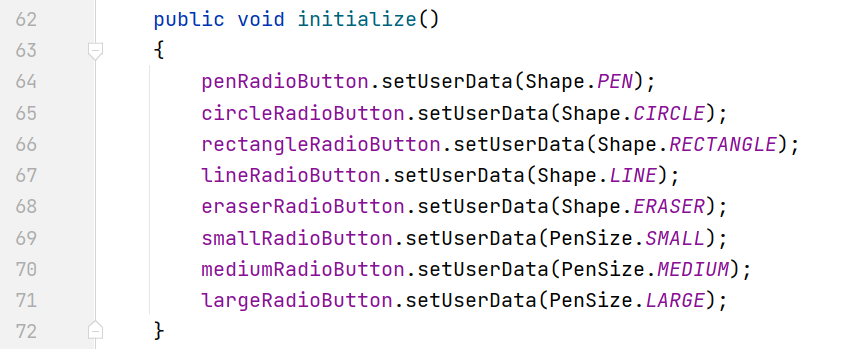 62 public void initialize()
63 {
64 penRadioButton.setUserData(Shape.PEN);
65 circleRadioButton.setUserData(Shape.CIRCLE);
66 rectangleRadioButton.setUserData(Shape.RECTANGLE);
67 lineRadioButton.setUserData(Shape.LINE);
68 eraserRadioButton.setUserData(Shape.ERASER);
69 smallRadioButton.setUserData(PenSize.SMALL);
70 mediumRadioButton.setUserData(PenSize.MEDIUM);
71 largeRadioButton.setUserData(PenSize.LARGE);
72 }